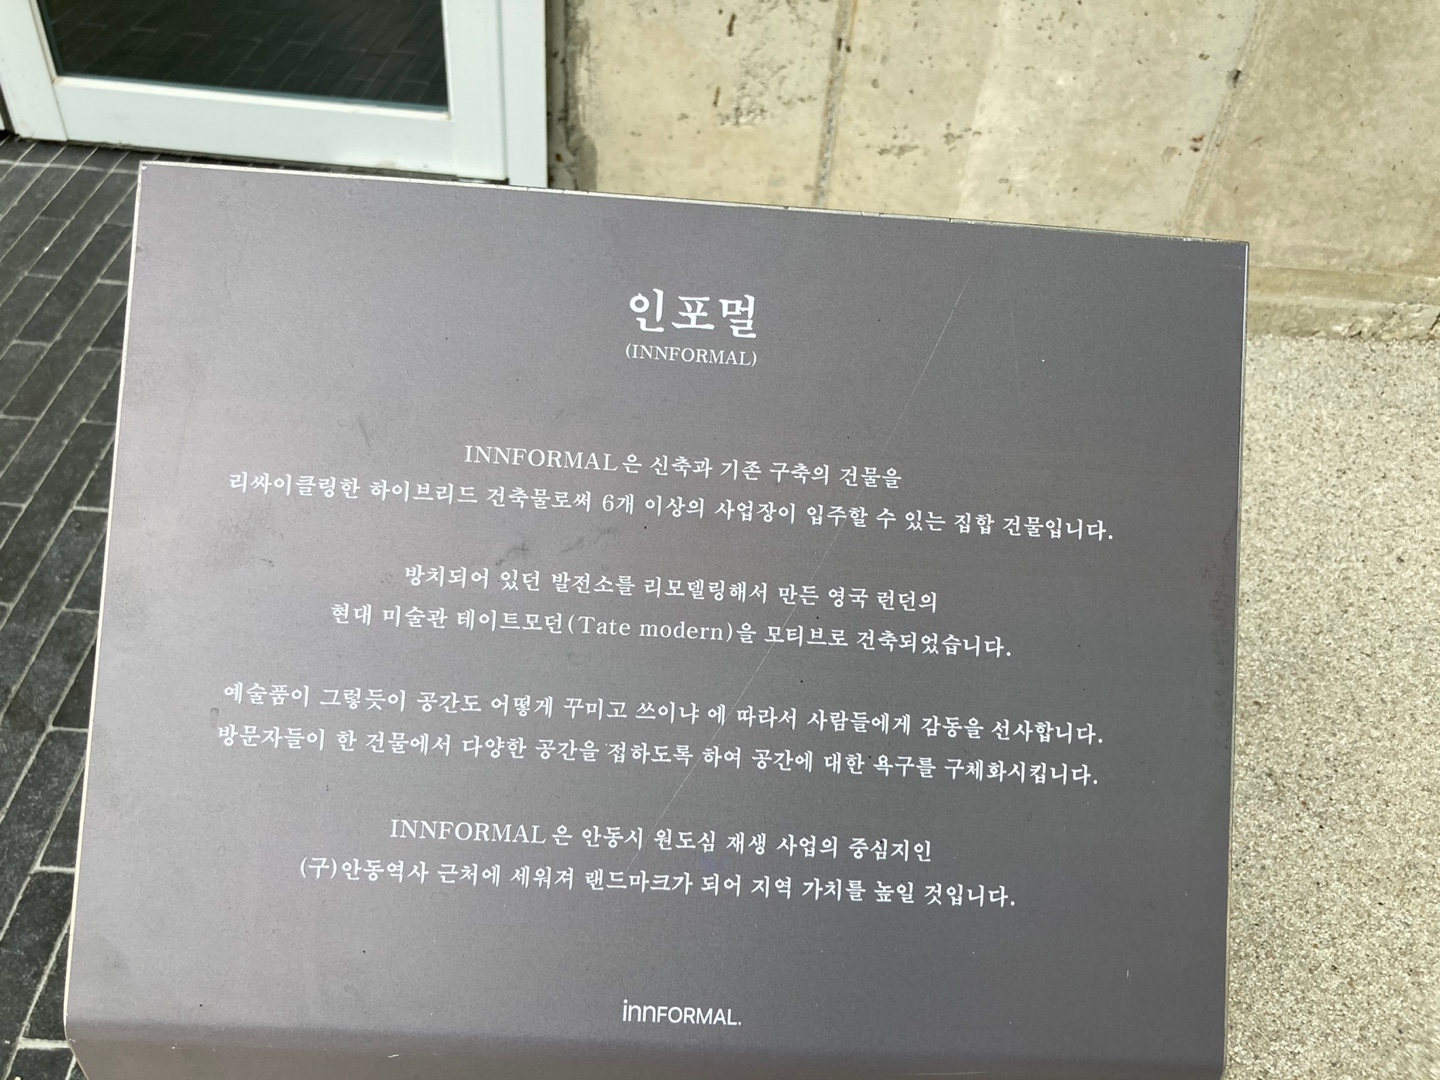 인포멀
(INNFORMAL)
INNFORMAL은 신축과 기존 구축의 건물을
리싸이클링한 하이브리드 건축물로써 6개 이상의 사업장이 입주할 수 있는 집합 건물입니다.
방치되어 있던 발전소를 리모델링해서 만든 영국 런던의
현대 미술관 테이트모던(Tate modern)을 모티브로 건축되었습니다.
예술품이 그렇듯이 공간도 어떻게 꾸미고 쓰이냐 에 따라서 사람들에게 감동을 선사합니다.
방문자들이 한 건물에서 다양한 공간을 접하도록 하여 공간에 대한 욕구를 구체화시킵니다.
INNFORMAL은 안동시 원도심 재생 사업의 중심지인
(구)안동역사 근처에 세워져 랜드마크가 되어 지역 가치를 높일 것입니다.
innFORMAL.